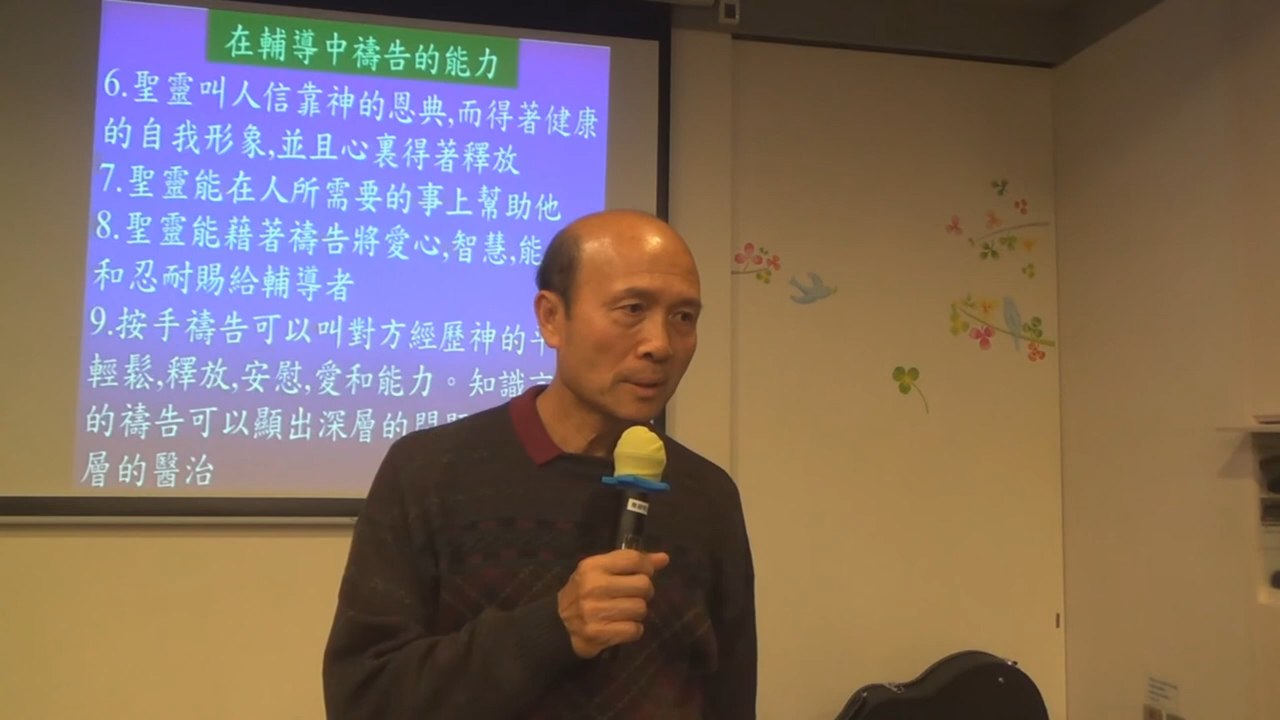 在輔導中禱告的能力
6.聖靈叫人信靠神的恩典,而得著健康
的自我形象,並且心裏得著釋放
7.聖靈能在人所需要的事上幫助他
8.聖靈能藉著禱告將愛心,智慧,能
和忍耐賜給輔導者
9.按手禱告可以叫對方經歷神的平
輕鬆,釋放,安慰,愛和能力。知識
的禱告可以顯出深層的問
層的醫治